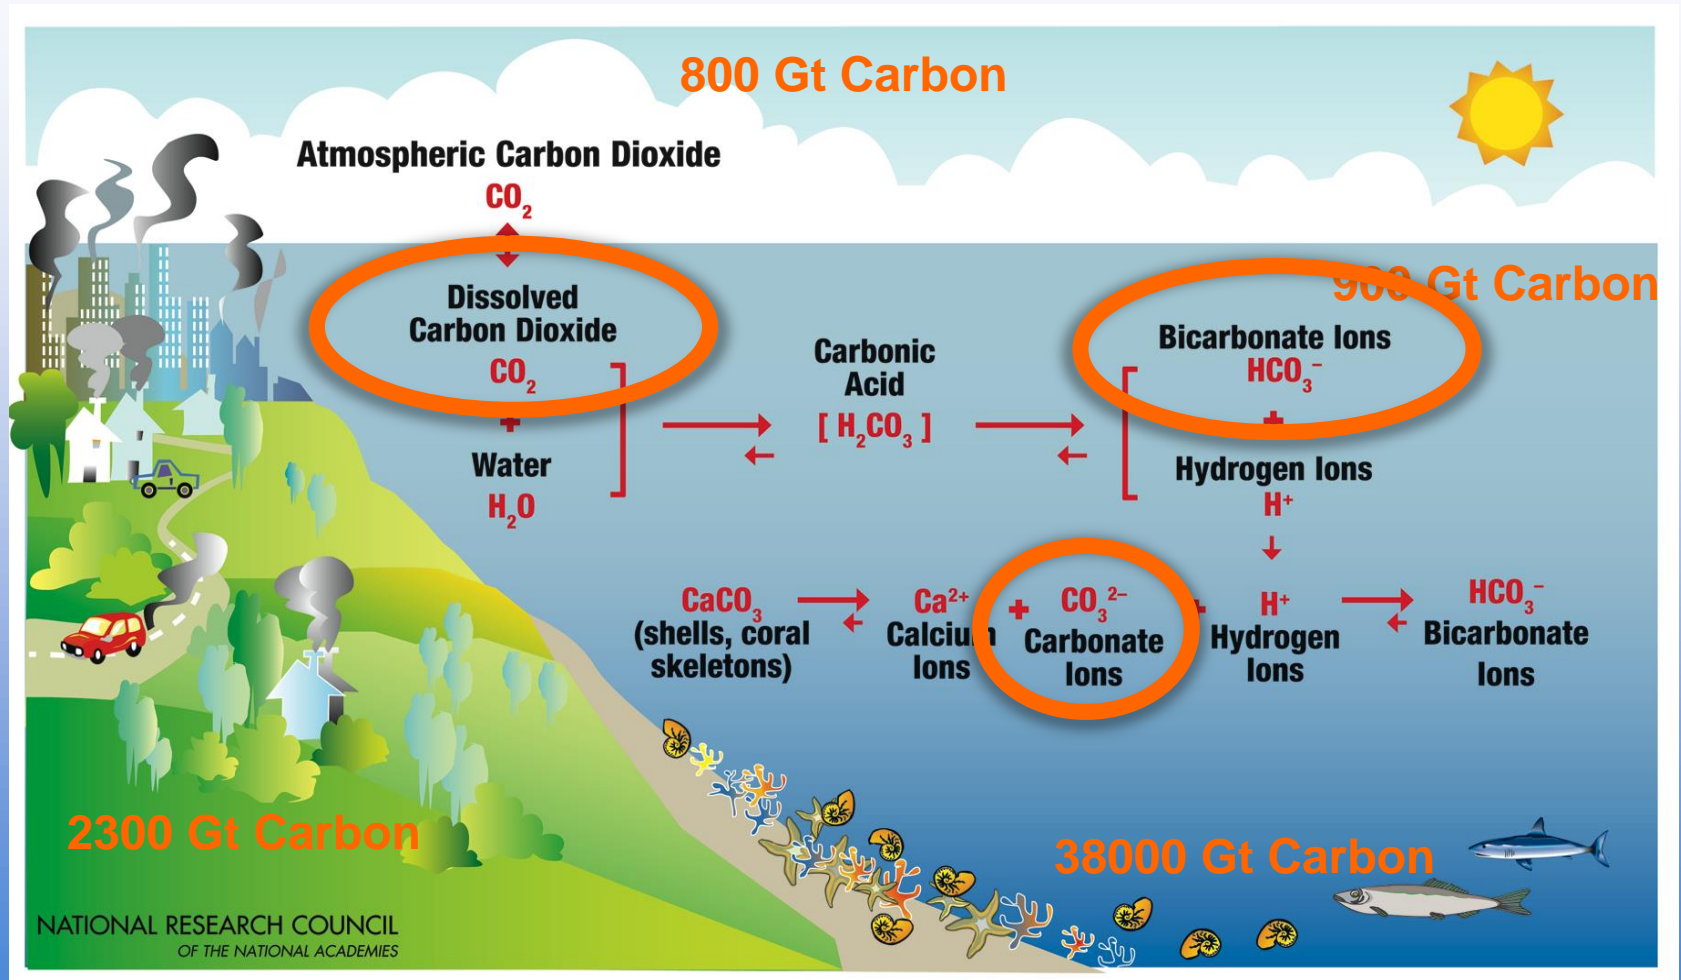 800 Gt Carbon
Atmospheric Carbon Dioxide
CO₂
900 Gt Carbon
Dissolved
Carbon Dioxide
CO₂
+
Water
H₂O
Carbonic
Acid
[ H₂CO₃ ]
Bicarbonate Ions
HCO₃⁻
+
Hydrogen Ions
H⁺
CaCO₃
(shells, coral
skeletons)
Ca²⁺
Calcium
Ions
+
CO₃²⁻
Carbonate
Ions
+
H⁺
Hydrogen
Ions
HCO₃⁻
Bicarbonate
Ions
2300 Gt Carbon
38000 Gt Carbon
NATIONAL RESEARCH COUNCIL
OF THE NATIONAL ACADEMIES